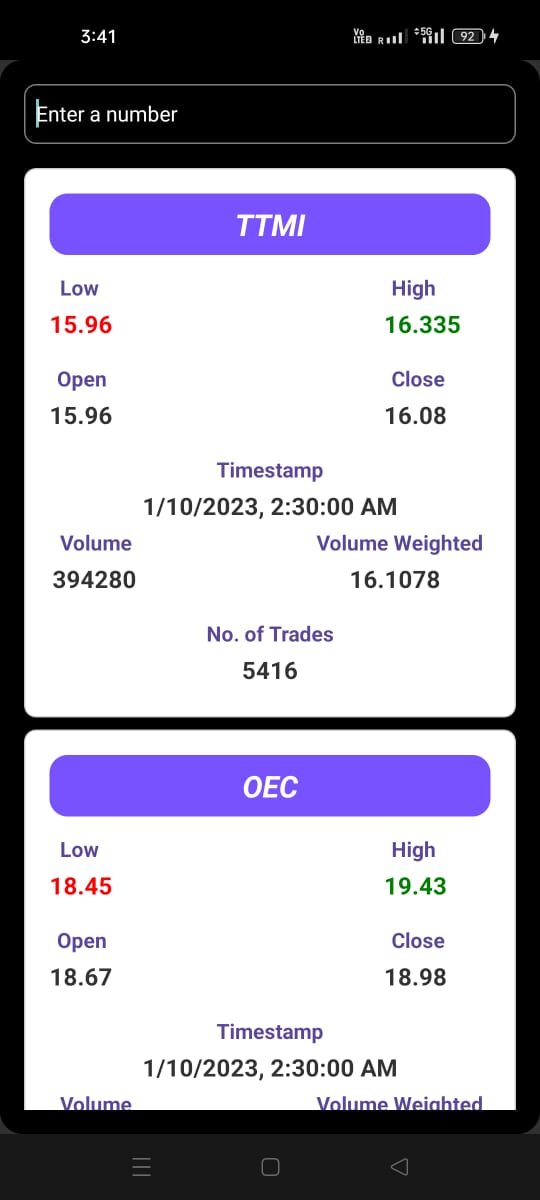 3:41
Vo LTE2 R 5G 92
Enter a number
TTMI
Low High
15.96 16.335
Open Close
15.96 16.08
Timestamp
1/10/2023, 2:30:00 AM
Volume Volume Weighted
394280 16.1078
No. of Trades
5416
OEC
Low High
18.45 19.43
Open Close
18.67 18.98
Timestamp
1/10/2023, 2:30:00 AM
Volume Volume Weighted